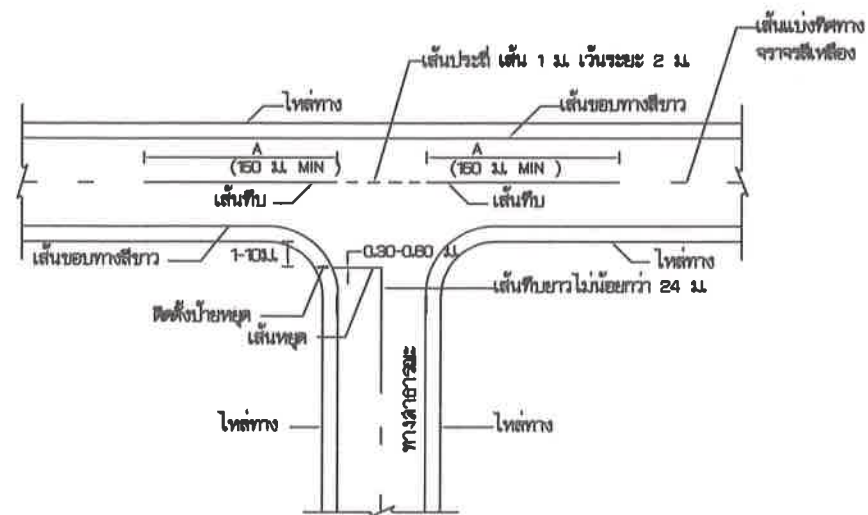 เส้นแบ่งทิศทาง
จราจรสีเหลือง
เส้นประถี่ เส้น 1 ม. เว้นระยะ 2 ม.
ไหล่ทาง
เส้นขอบทางสีขาว
A
(150 ม. MIN )
A
(150 ม. MIN )
เส้นทึบ
เส้นทึบ
เส้นขอบทางสีขาว
1-10ม.
0.30-0.60 ม.
ไหล่ทาง
เส้นทึบยาวไม่น้อยกว่า 24 ม.
ติดตั้งป้ายหยุด
เส้นหยุด
ทางสาธารณะ
ไหล่ทาง
ไหล่ทาง